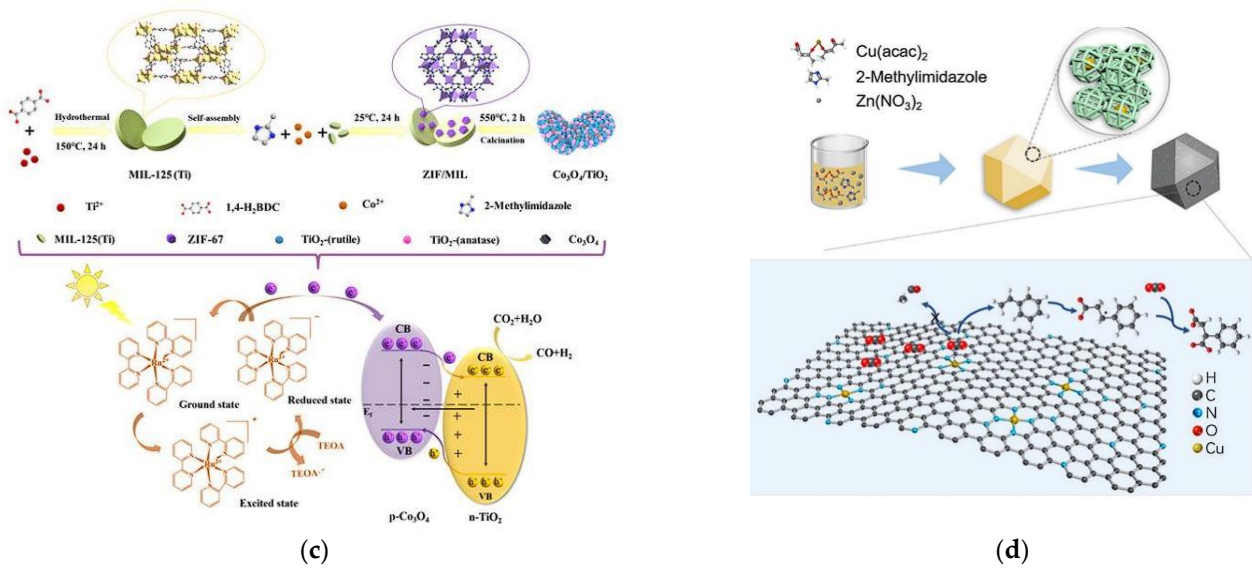 Hydrothermal
150℃, 24 h
Self-assembly
25℃, 24 h
550℃, 2 h
Calcination
MIL-125 (Ti)
ZIF/MIL
Co₃O₄/TiO₂
Ti²⁺
1,4-H₂BDC
Co²⁺
2-Methylimidazole
MIL-125(Ti)
ZIF-67
TiO₂-(rutile)
TiO₂-(anatase)
Co₃O₄
Ground state
Reduced state
Excited state
TEOA
TEOA·⁺
CO₂+H₂O
CO+H₂
CB
CB
E_f
VB
VB
p-Co₃O₄
n-TiO₂
(c)
Cu(acac)₂
2-Methylimidazole
Zn(NO₃)₂
H
C
N
O
Cu
(d)